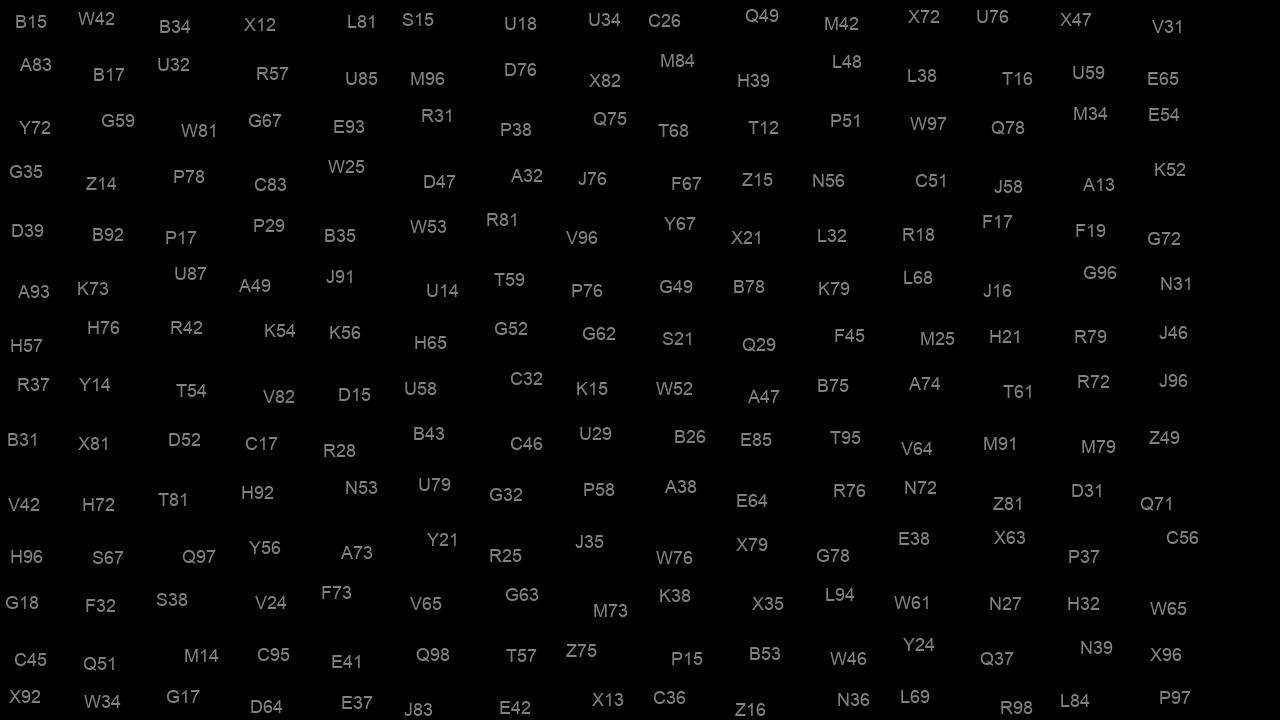 B15 W42 B34 X12 L81 S15 U18 U34 C26 Q49 M42 X72 U76 X47 V31
A83 B17 U32 R57 U85 M96 D76 X82 M84 H39 L48 L38 T16 U59 E65
Y72 G59 W81 G67 E93 R31 P38 Q75 T68 T12 P51 W97 Q78 M34 E54
G35 Z14 P78 C83 W25 D47 A32 J76 F67 Z15 N56 C51 J58 A13 K52
D39 B92 P17 P29 B35 W53 R81 V96 Y67 X21 L32 R18 F17 F19 G72
A93 K73 U87 A49 J91 U14 T59 P76 G49 B78 K79 L68 J16 G96 N31
H57 H76 R42 K54 K56 H65 G52 G62 S21 Q29 F45 M25 H21 R79 J46
R37 Y14 T54 V82 D15 U58 C32 K15 W52 A47 B75 A74 T61 R72 J96
B31 X81 D52 C17 R28 B43 C46 U29 B26 E85 T95 V64 M91 M79 Z49
V42 H72 T81 H92 N53 U79 G32 P58 A38 E64 R76 N72 Z81 D31 Q71
H96 S67 Q97 Y56 A73 Y21 R25 J35 W76 X79 G78 E38 X63 P37 C56
G18 F32 S38 V24 F73 V65 G63 M73 K38 X35 L94 W61 N27 H32 W65
C45 Q51 M14 C95 E41 Q98 T57 Z75 P15 B53 W46 Y24 Q37 N39 X96
X92 W34 G17 D64 E37 J83 E42 X13 C36 Z16 N36 L69 R98 L84 P97